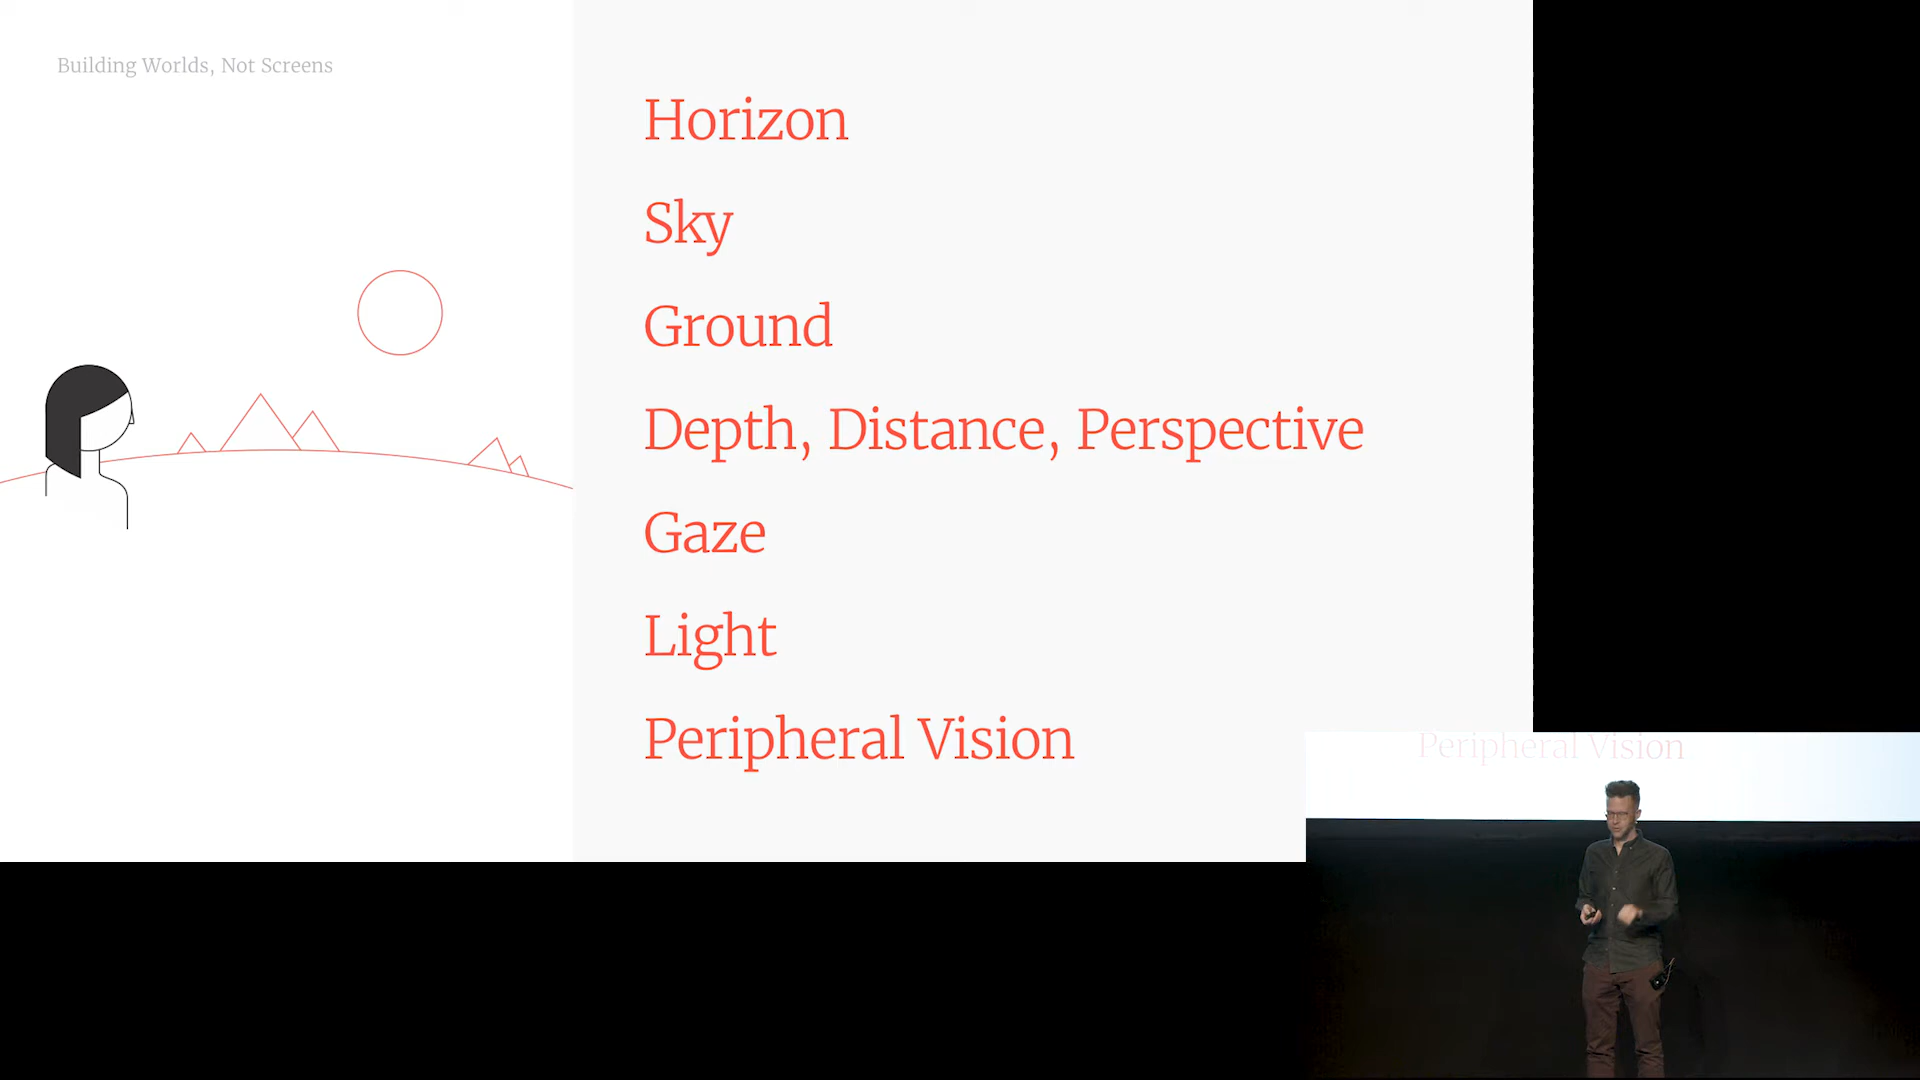 Building Worlds, Not Screens
Horizon
Sky
Ground
Depth, Distance, Perspective
Gaze
Light
Peripheral Vision
Peripheral Vision